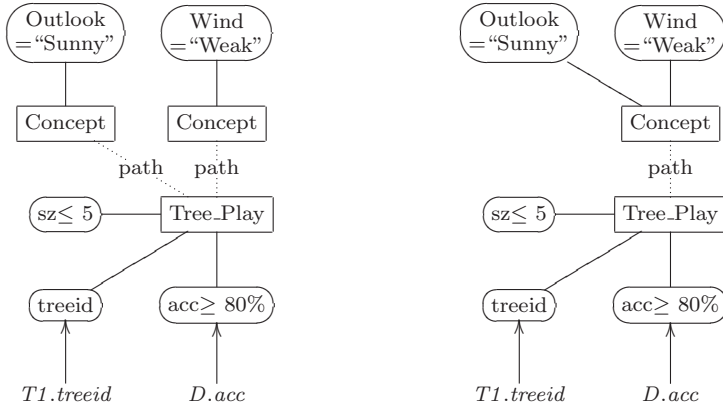 Outlook
=“Sunny”
Wind
=“Weak”
Concept
Concept
path
path
sz≤ 5
Tree_Play
treeid
acc≥ 80%
T1.treeid
D.acc
Outlook
=“Sunny”
Wind
=“Weak”
Concept
path
sz≤ 5
Tree_Play
treeid
acc≥ 80%
T1.treeid
D.acc